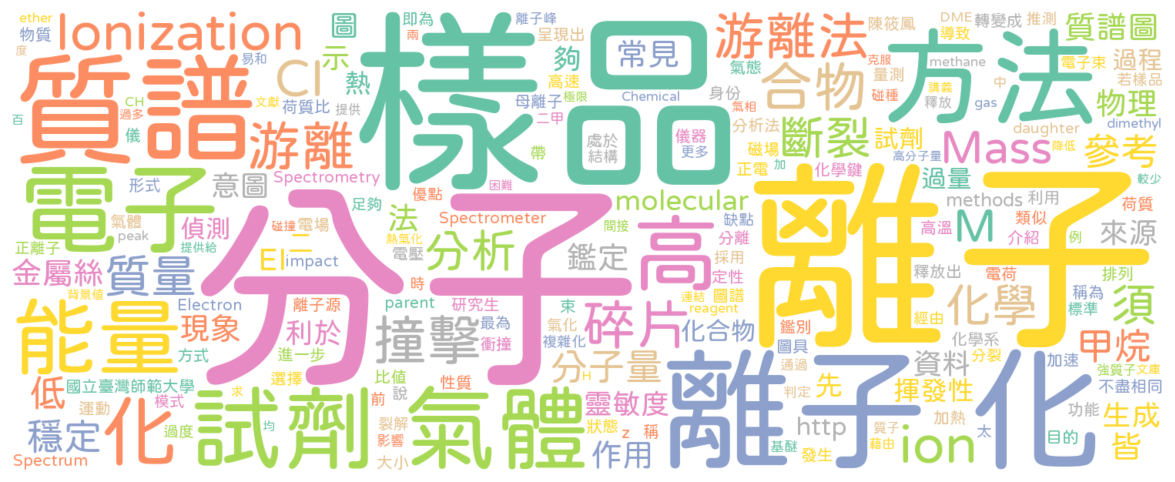 ether
物質
度
Ionization
圖
示
即為
兩
離子峰
呈現出
易和
夠
高速
樣品
常見
游離法
氣態
DME
導致
轉變成
陳筱鳳
推測
方法
質譜圖
電子束
過程
若樣品
質譜
CI
熱
荷質比
提供
CH
過多
文獻
百
儀
母離子
二甲
Chemical
身份
合物
克服
量測
methane
碰種
講義
釋放
中
gas
物理
dimethyl
游離
處於
結構
儀器
更多
氣相
分析法
磁場
斷裂
試劑
daughter
高分子量
Mass
降低
參考
電子
形式
意圖
Spectrometry
優點
困難
帶
正電
加
化學鍵
過量
較少
氣體
peak
偵測
足夠
法
Spectrometer
molecular
缺點
methods
利用
荷質
正離子
提供給
碰撞
電場
二
熱氣化
電壓
分析
間接
鑑定
高
分離
採用
定性
高溫
類似
介紹
M
例
來源
金屬絲
質量
EI
impact
分子
離子
背景值
Electron
離子源
時
parent
研究生
束
碎片
連結
圖譜
reagent
釋放出
電荷
排列
稱為
標準
須
能量
現象
利於
撞擊
最為
衝撞
氣化
複雜化
化合物
鑑別
圖具
經由
化學
化學系
分裂
甲烷
方式
進一步
分子量
通過
資料
加速
強質子
文庫
不盡相同
低
國立臺灣師範大學
選擇
求
比值
說
性質
H
判定
先
揮發性
運動
模式
化
試劑
氣體
前
靈敏度
離子化
功能
生成
穩定
過度
均
裂解
影響
狀態
z
稱
http
加熱
質子
藉由
太
目的
皆
Spectrum
大小
作用
基醚
發生
ion